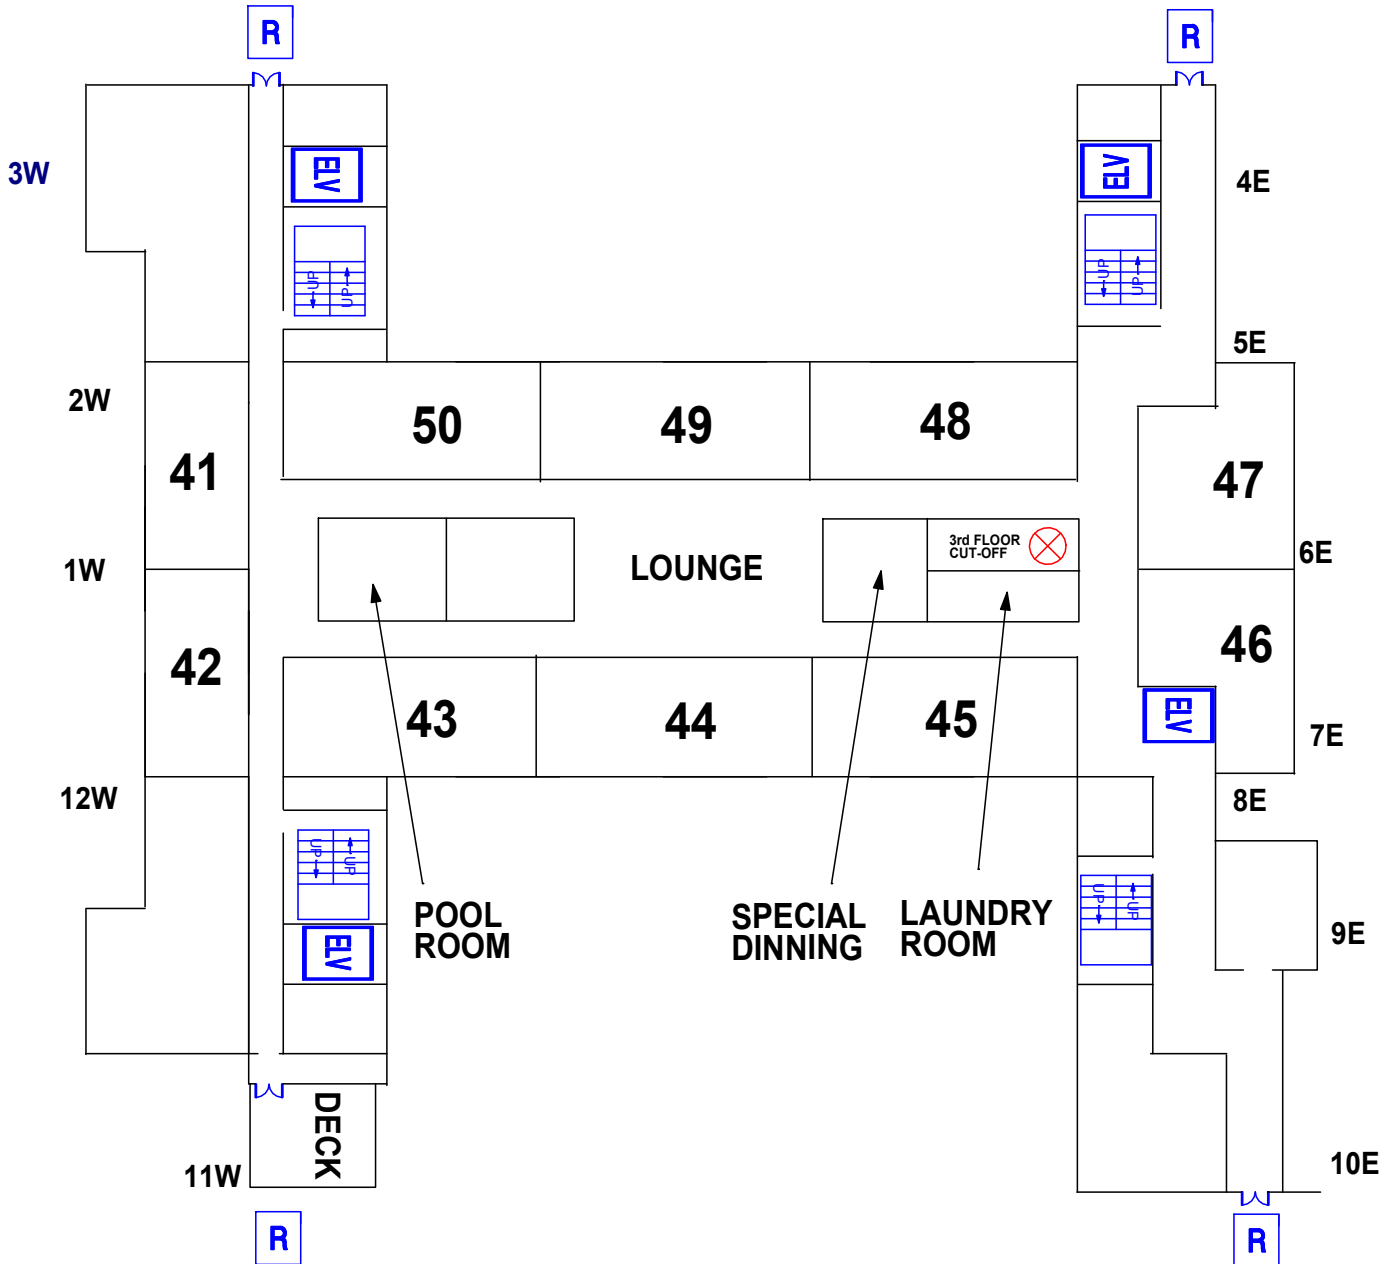 R
R
3W
ELV
ELV
4E
UP
UP
UP
UP
5E
2W
50
49
48
41
47
3rd FLOOR
CUT-OFF
1W
LOUNGE
6E
42
46
43
44
45
ELV
7E
12W
8E
UP
UP
UP
UP
POOL
ROOM
SPECIAL
DINNING
LAUNDRY
ROOM
9E
ELV
DECK
11W
10E
R
R